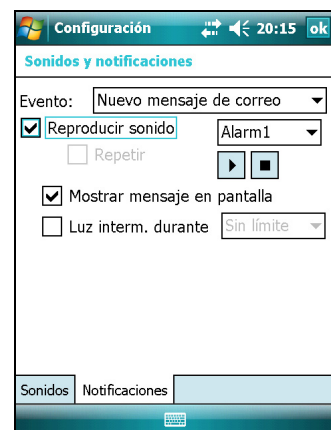 Configuración 20:15 ok
Sonidos y notificaciones
Evento: Nuevo mensaje de correo
Reproducir sonido Alarm1
Repetir
Mostrar mensaje en pantalla
Luz interm. durante Sin límite
Sonidos Notificaciones